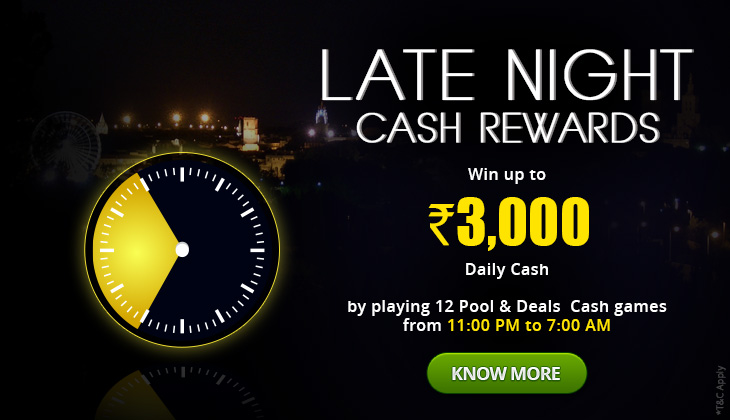 LATE NIGHT
CASH REWARDS
Win up to
₹3,000
Daily Cash
by playing 12 Pool & Deals Cash games
from 11:00 PM to 7:00 AM
KNOW MORE
*T&C Apply